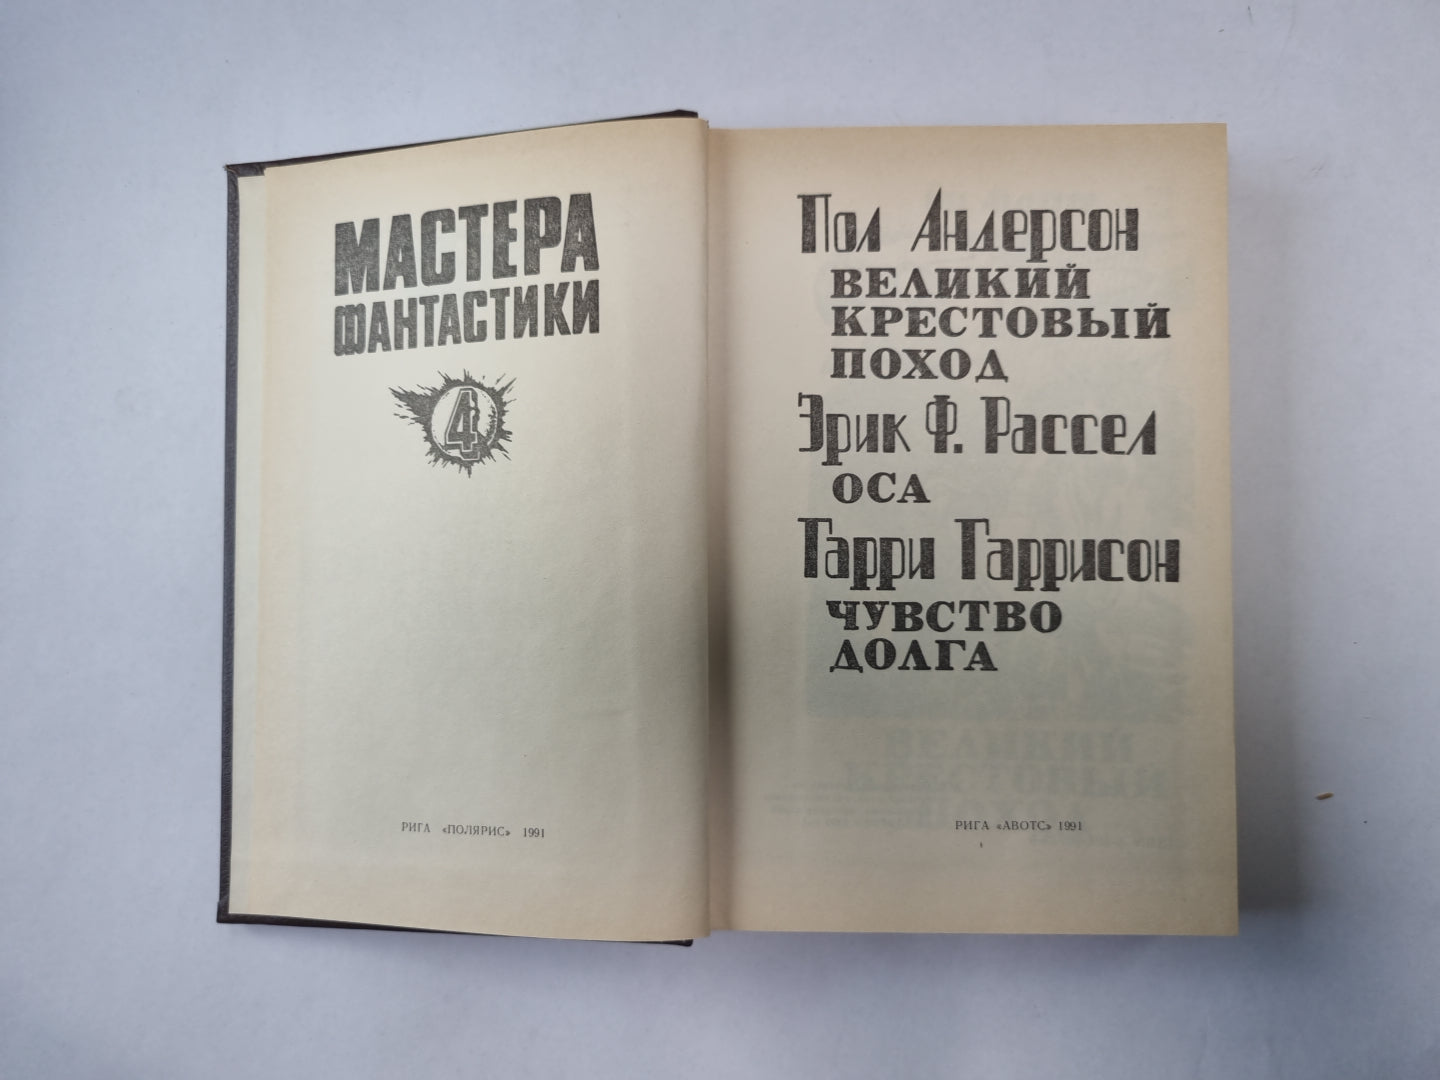 МАСТЕРА
ФАНТАСТИКИ
4
РИГА «ПОЛЯРИС» 1991
Пол Андерсон
ВЕЛИКИЙ
КРЕСТОВЫЙ
ПОХОД
Эрик Ф. Рассел
ОСА
Гарри Гаррисон
ЧУВСТВО
ДОЛГА
РИГА «АВОТС» 1991